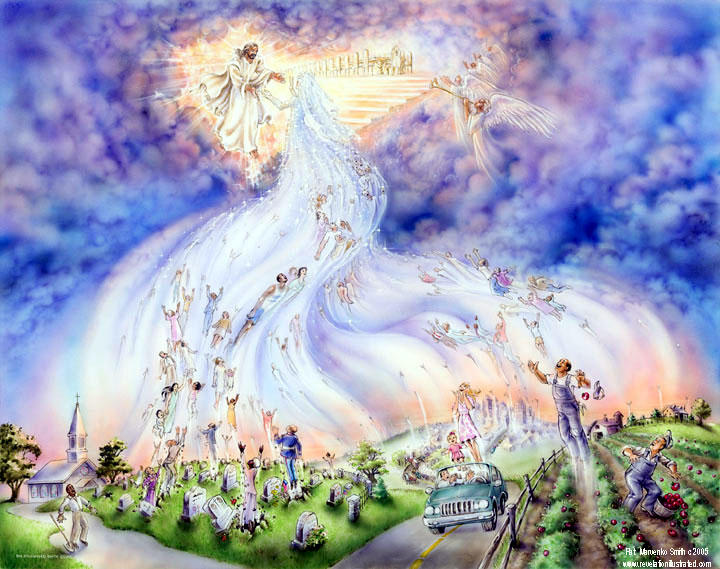 Pat Marvenko Smith c 2005
www.revelationillustrated.com